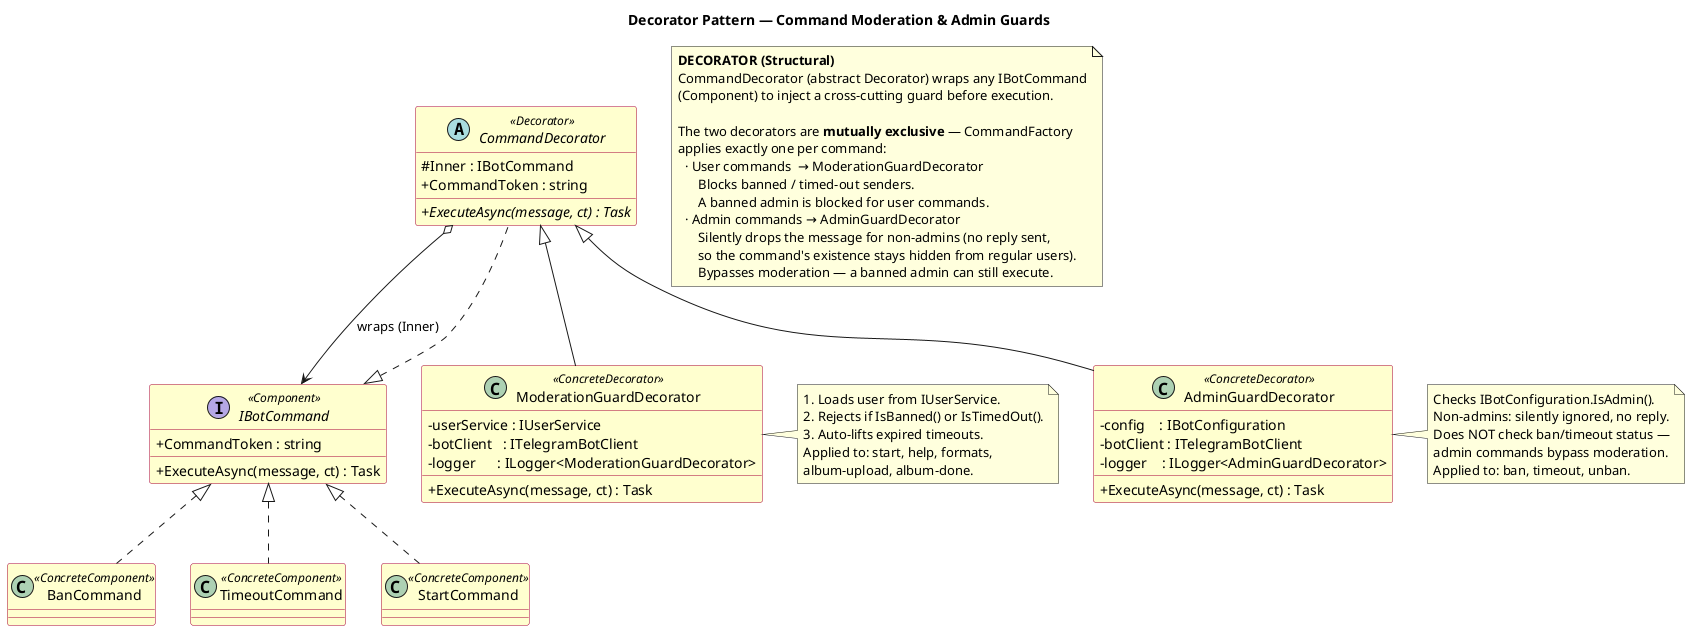 Decorator Pattern — Command Moderation & Admin Guards
DECORATOR (Structural)
CommandDecorator (abstract Decorator) wraps any IBotCommand
(Component) to inject a cross-cutting guard before execution.
The two decorators are mutually exclusive — CommandFactory
applies exactly one per command:
· User commands → ModerationGuardDecorator
Blocks banned / timed-out senders.
A banned admin is blocked for user commands.
· Admin commands → AdminGuardDecorator
Silently drops the message for non-admins (no reply sent,
so the command's existence stays hidden from regular users).
Bypasses moderation — a banned admin can still execute.
A
«Decorator»
CommandDecorator
#Inner : IBotCommand
+CommandToken : string
+ExecuteAsync(message, ct) : Task
wraps (Inner)
I
«Component»
IBotCommand
+CommandToken : string
+ExecuteAsync(message, ct) : Task
C
«ConcreteDecorator»
ModerationGuardDecorator
-userService : IUserService
-botClient : ITelegramBotClient
-logger : ILogger<ModerationGuardDecorator>
+ExecuteAsync(message, ct) : Task
1. Loads user from IUserService.
2. Rejects if IsBanned() or IsTimedOut().
3. Auto-lifts expired timeouts.
Applied to: start, help, formats,
album-upload, album-done.
C
«ConcreteDecorator»
AdminGuardDecorator
-config : IBotConfiguration
-botClient : ITelegramBotClient
-logger : ILogger<AdminGuardDecorator>
+ExecuteAsync(message, ct) : Task
Checks IBotConfiguration.IsAdmin().
Non-admins: silently ignored, no reply.
Does NOT check ban/timeout status —
admin commands bypass moderation.
Applied to: ban, timeout, unban.
C
«ConcreteComponent»
BanCommand
C
«ConcreteComponent»
TimeoutCommand
C
«ConcreteComponent»
StartCommand